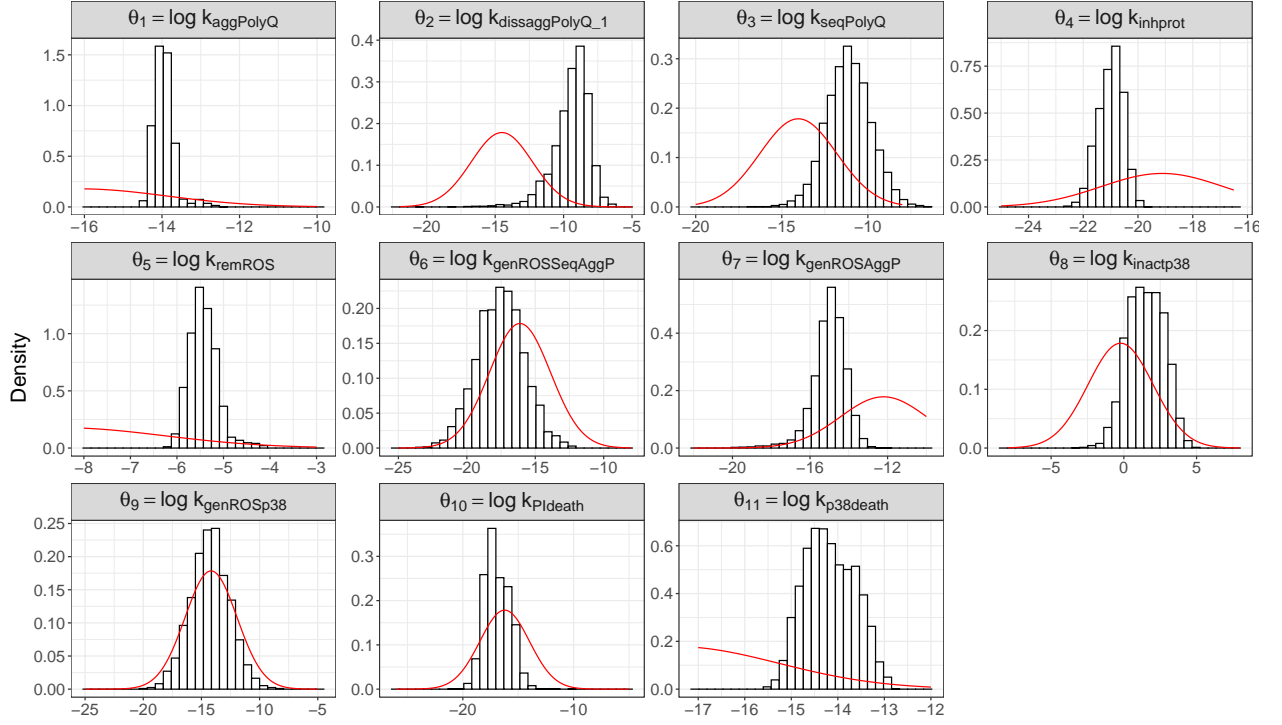 θ1 = log kaggPolyQ
θ2 = log kdissaggPolyQ_1
θ3 = log kseqPolyQ
θ4 = log kinhprot
1.5
1.0
0.5
0.0
−16 −14 −12 −10
0.4
0.3
0.2
0.1
0.0
−20 −15 −10 −5
0.3
0.2
0.1
0.0
−20 −15 −10
0.75
0.50
0.25
0.00
−24 −22 −20 −18 −16
θ5 = log kremROS
θ6 = log kgenROSSeqAggP
θ7 = log kgenROSAggP
θ8 = log kinactp38
Density
1.0
0.5
0.0
−8 −7 −6 −5 −4 −3
0.20
0.15
0.10
0.05
0.00
−25 −20 −15 −10
0.4
0.2
0.0
−20 −16 −12
0.2
0.1
0.0
−5 0 5
θ9 = log kgenROSp38
θ10 = log kPIdeath
θ11 = log kp38death
0.25
0.20
0.15
0.10
0.05
0.00
−25 −20 −15 −10 −5
0.3
0.2
0.1
0.0
−20 −10
0.6
0.4
0.2
0.0
−17 −16 −15 −14 −13 −12